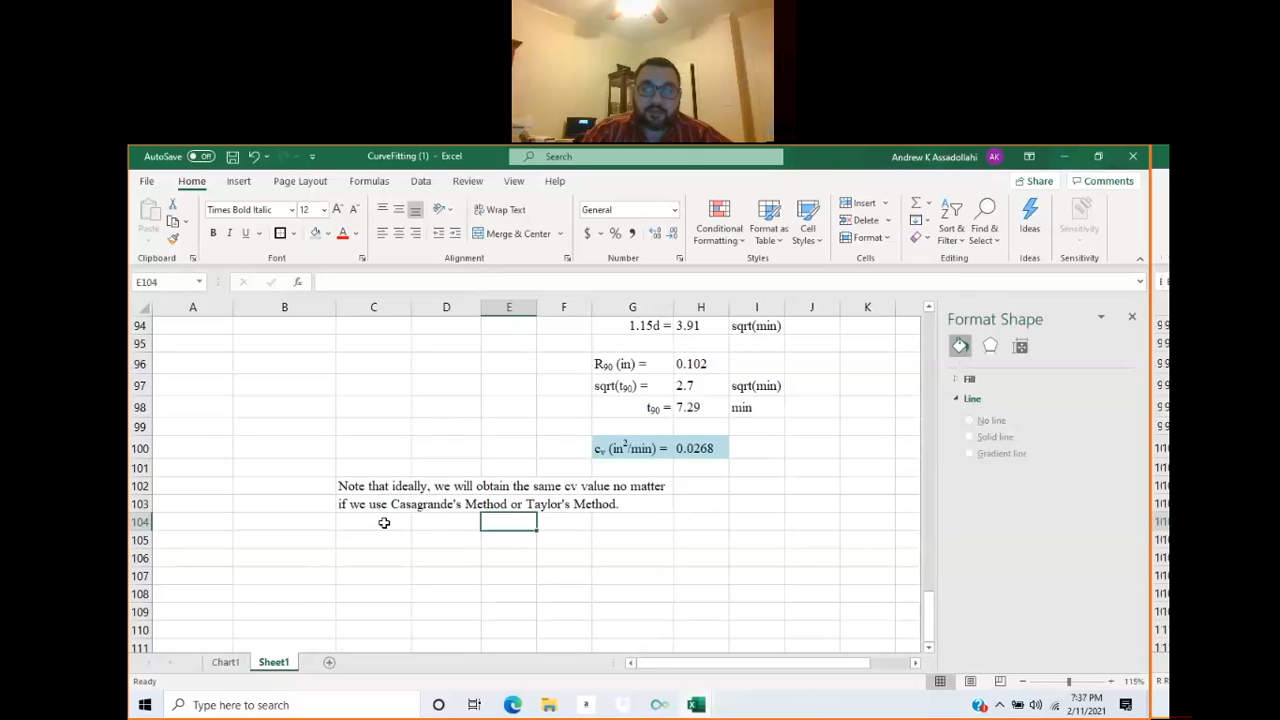 AutoSave Off
CurveFitting (1) - Excel
Search
Andrew K Assadollahi AK
File Home Insert Page Layout Formulas Data Review View Help Share Comments
Paste
Times Bold Italic 12
B I U
Wrap Text
Merge & Center
General
$ %
Conditional Formatting
Format as Table
Cell Styles
Insert
Delete
Format
Sort & Filter
Find & Select
Ideas
Sensitivity
Clipboard Font Alignment Number Styles Cells Editing Ideas Sensitivity
E104 fx
A B C D E F G H I J K
94 1.15d = 3.91 sqrt(min)
95
96 R90 (in) = 0.102
97 sqrt(t90) = 2.7 sqrt(min)
98 t90 = 7.29 min
99
100 cv (in²/min) = 0.0268
101
102 Note that ideally, we will obtain the same cv value no matter
103 if we use Casagrande's Method or Taylor's Method.
104
105
106
107
108
109
110
111
Format Shape
Fill
Line
No line
Solid line
Gradient line
Chart1 Sheet1
Ready
115%
Type here to search
7:37 PM
2/11/2021